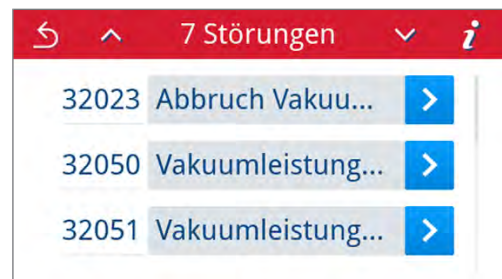 7 Störungen i
32023 Abbruch Vakuu...
32050 Vakuumleistung...
32051 Vakuumleistung...